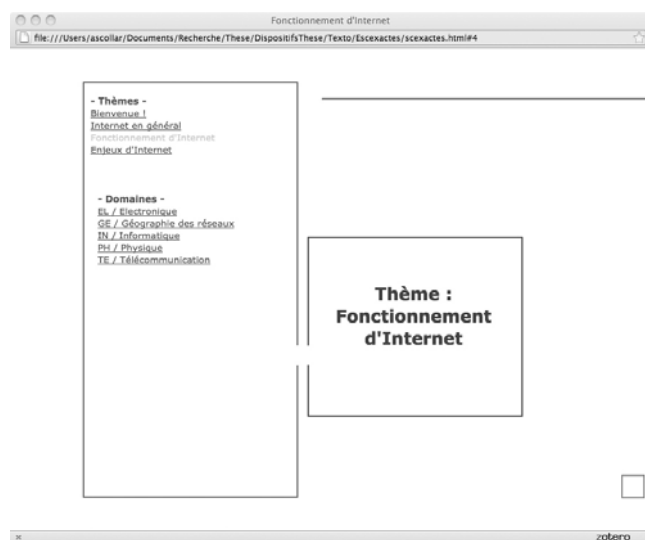 Fonctionnement d'Internet
file:///Users/ascollar/Documents/Recherche/These/DispositifsThese/Texto/Escexactes/scexactes.html#4
- Thèmes -
Bienvenue !
Internet en général
Fonctionnement d'Internet
Enjeux d'Internet
- Domaines -
EL / Electronique
GE / Géographie des réseaux
IN / Informatique
PH / Physique
TE / Télécommunication
Thème :
Fonctionnement
d'Internet
zotero